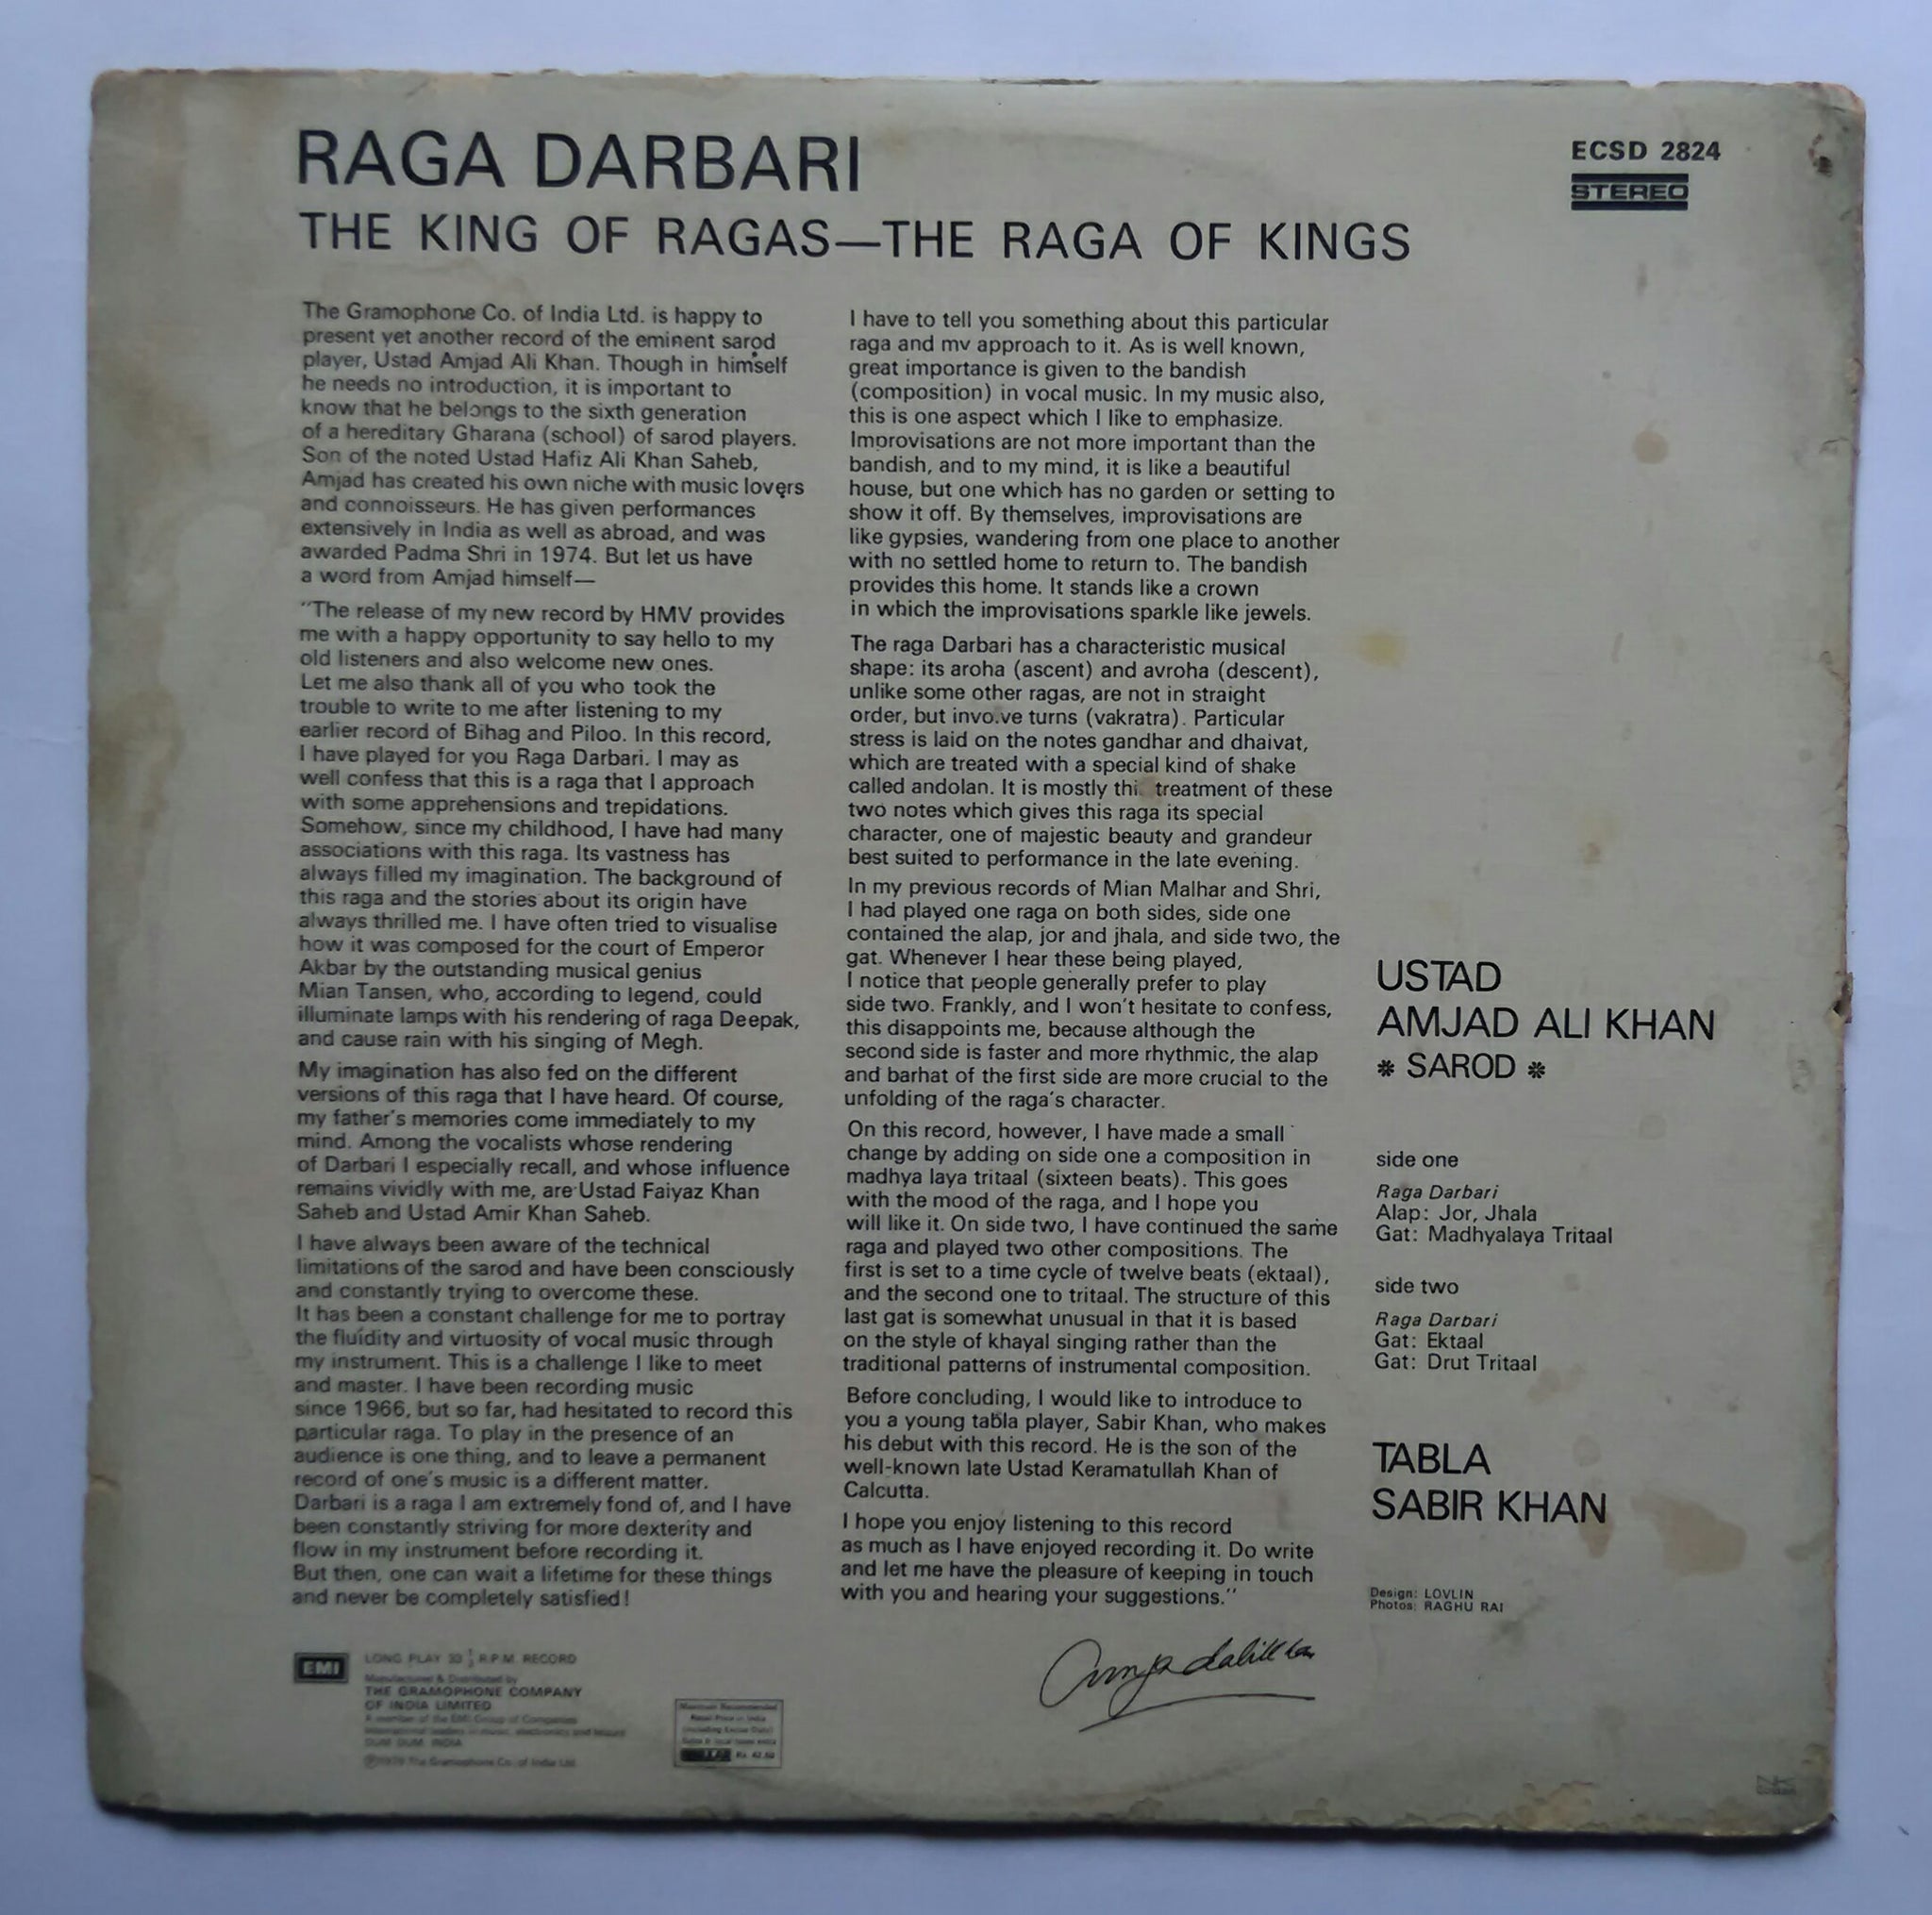 RAGA DARBARI
THE KING OF RAGAS—THE RAGA OF KINGS
ECSD 2824
STEREO
The Gramophone Co. of India Ltd. is happy to
present yet another record of the eminent sarod
player, Ustad Amjad Ali Khan. Though in himself
he needs no introduction, it is important to
know that he belongs to the sixth generation
of a hereditary Gharana (school) of sarod players.
Son of the noted Ustad Hafiz Ali Khan Saheb,
Amjad has created his own niche with music lovers
and connoisseurs. He has given performances
extensively in India as well as abroad, and was
awarded Padma Shri in 1974. But let us have
a word from Amjad himself—
"The release of my new record by HMV provides
me with a happy opportunity to say hello to my
old listeners and also welcome new ones.
Let me also thank all of you who took the
trouble to write to me after listening to my
earlier record of Bihag and Piloo. In this record,
I have played for you Raga Darbari. I may as
well confess that this is a raga that I approach
with some apprehensions and trepidations.
Somehow, since my childhood, I have had many
associations with this raga. Its vastness has
always filled my imagination. The background of
this raga and the stories about its origin have
always thrilled me. I have often tried to visualise
how it was composed for the court of Emperor
Akbar by the outstanding musical genius
Mian Tansen, who, according to legend, could
illuminate lamps with his rendering of raga Deepak,
and cause rain with his singing of Megh.
My imagination has also fed on the different
versions of this raga that I have heard. Of course,
my father's memories come immediately to my
mind. Among the vocalists whose rendering
of Darbari I especially recall, and whose influence
remains vividly with me, are Ustad Faiyaz Khan
Saheb and Ustad Amir Khan Saheb.
I have always been aware of the technical
limitations of the sarod and have been consciously
and constantly trying to overcome these.
It has been a constant challenge for me to portray
the fluidity and virtuosity of vocal music through
my instrument. This is a challenge I like to meet
and master. I have been recording music
since 1966, but so far, had hesitated to record this
particular raga. To play in the presence of an
audience is one thing, and to leave a permanent
record of one's music is a different matter.
Darbari is a raga I am extremely fond of, and I have
been constantly striving for more dexterity and
flow in my instrument before recording it.
But then, one can wait a lifetime for these things
and never be completely satisfied!
I have to tell you something about this particular
raga and mv approach to it. As is well known,
great importance is given to the bandish
(composition) in vocal music. In my music also,
this is one aspect which I like to emphasize.
Improvisations are not more important than the
bandish, and to my mind, it is like a beautiful
house, but one which has no garden or setting to
show it off. By themselves, improvisations are
like gypsies, wandering from one place to another
with no settled home to return to. The bandish
provides this home. It stands like a crown
in which the improvisations sparkle like jewels.
The raga Darbari has a characteristic musical
shape: its aroha (ascent) and avroha (descent),
unlike some other ragas, are not in straight
order, but invo.ve turns (vakratra). Particular
stress is laid on the notes gandhar and dhaivat,
which are treated with a special kind of shake
called andolan. It is mostly thi treatment of these
two notes which gives this raga its special
character, one of majestic beauty and grandeur
best suited to performance in the late evening.
In my previous records of Mian Malhar and Shri,
I had played one raga on both sides, side one
contained the alap, jor and jhala, and side two, the
gat. Whenever I hear these being played,
I notice that people generally prefer to play
side two. Frankly, and I won't hesitate to confess,
this disappoints me, because although the
second side is faster and more rhythmic, the alap
and barhat of the first side are more crucial to the
unfolding of the raga's character.
On this record, however, I have made a small
change by adding on side one a composition in
madhya laya tritaal (sixteen beats). This goes
with the mood of the raga, and I hope you
will like it. On side two, I have continued the same
raga and played two other compositions. The
first is set to a time cycle of twelve beats (ektaal),
and the second one to tritaal. The structure of this
last gat is somewhat unusual in that it is based
on the style of khayal singing rather than the
traditional patterns of instrumental composition.
Before concluding, I would like to introduce to
you a young tabla player, Sabir Khan, who makes
his debut with this record. He is the son of the
well-known late Ustad Keramatullah Khan of
Calcutta.
I hope you enjoy listening to this record
as much as I have enjoyed recording it. Do write
and let me have the pleasure of keeping in touch
with you and hearing your suggestions."
Amjadalikhan
USTAD
AMJAD ALI KHAN
* SAROD *
side one
Raga Darbari
Alap: Jor, Jhala
Gat: Madhyalaya Tritaal
side two
Raga Darbari
Gat: Ektaal
Gat: Drut Tritaal
TABLA
SABIR KHAN
Design: LOVLIN
Photos: RAGHU RAI
EMI
LONG PLAY 33 1/3 R.P.M. RECORD
Manufactured & Distributed by
THE GRAMOPHONE COMPANY
OF INDIA LIMITED
A member of the EMI Group of Companies
International leaders in music, electronics and leisure
DUM DUM INDIA
The Gramophone Co. of India Ltd.
Maximum Recommended
Retail Price in India
(including Excise Duty)